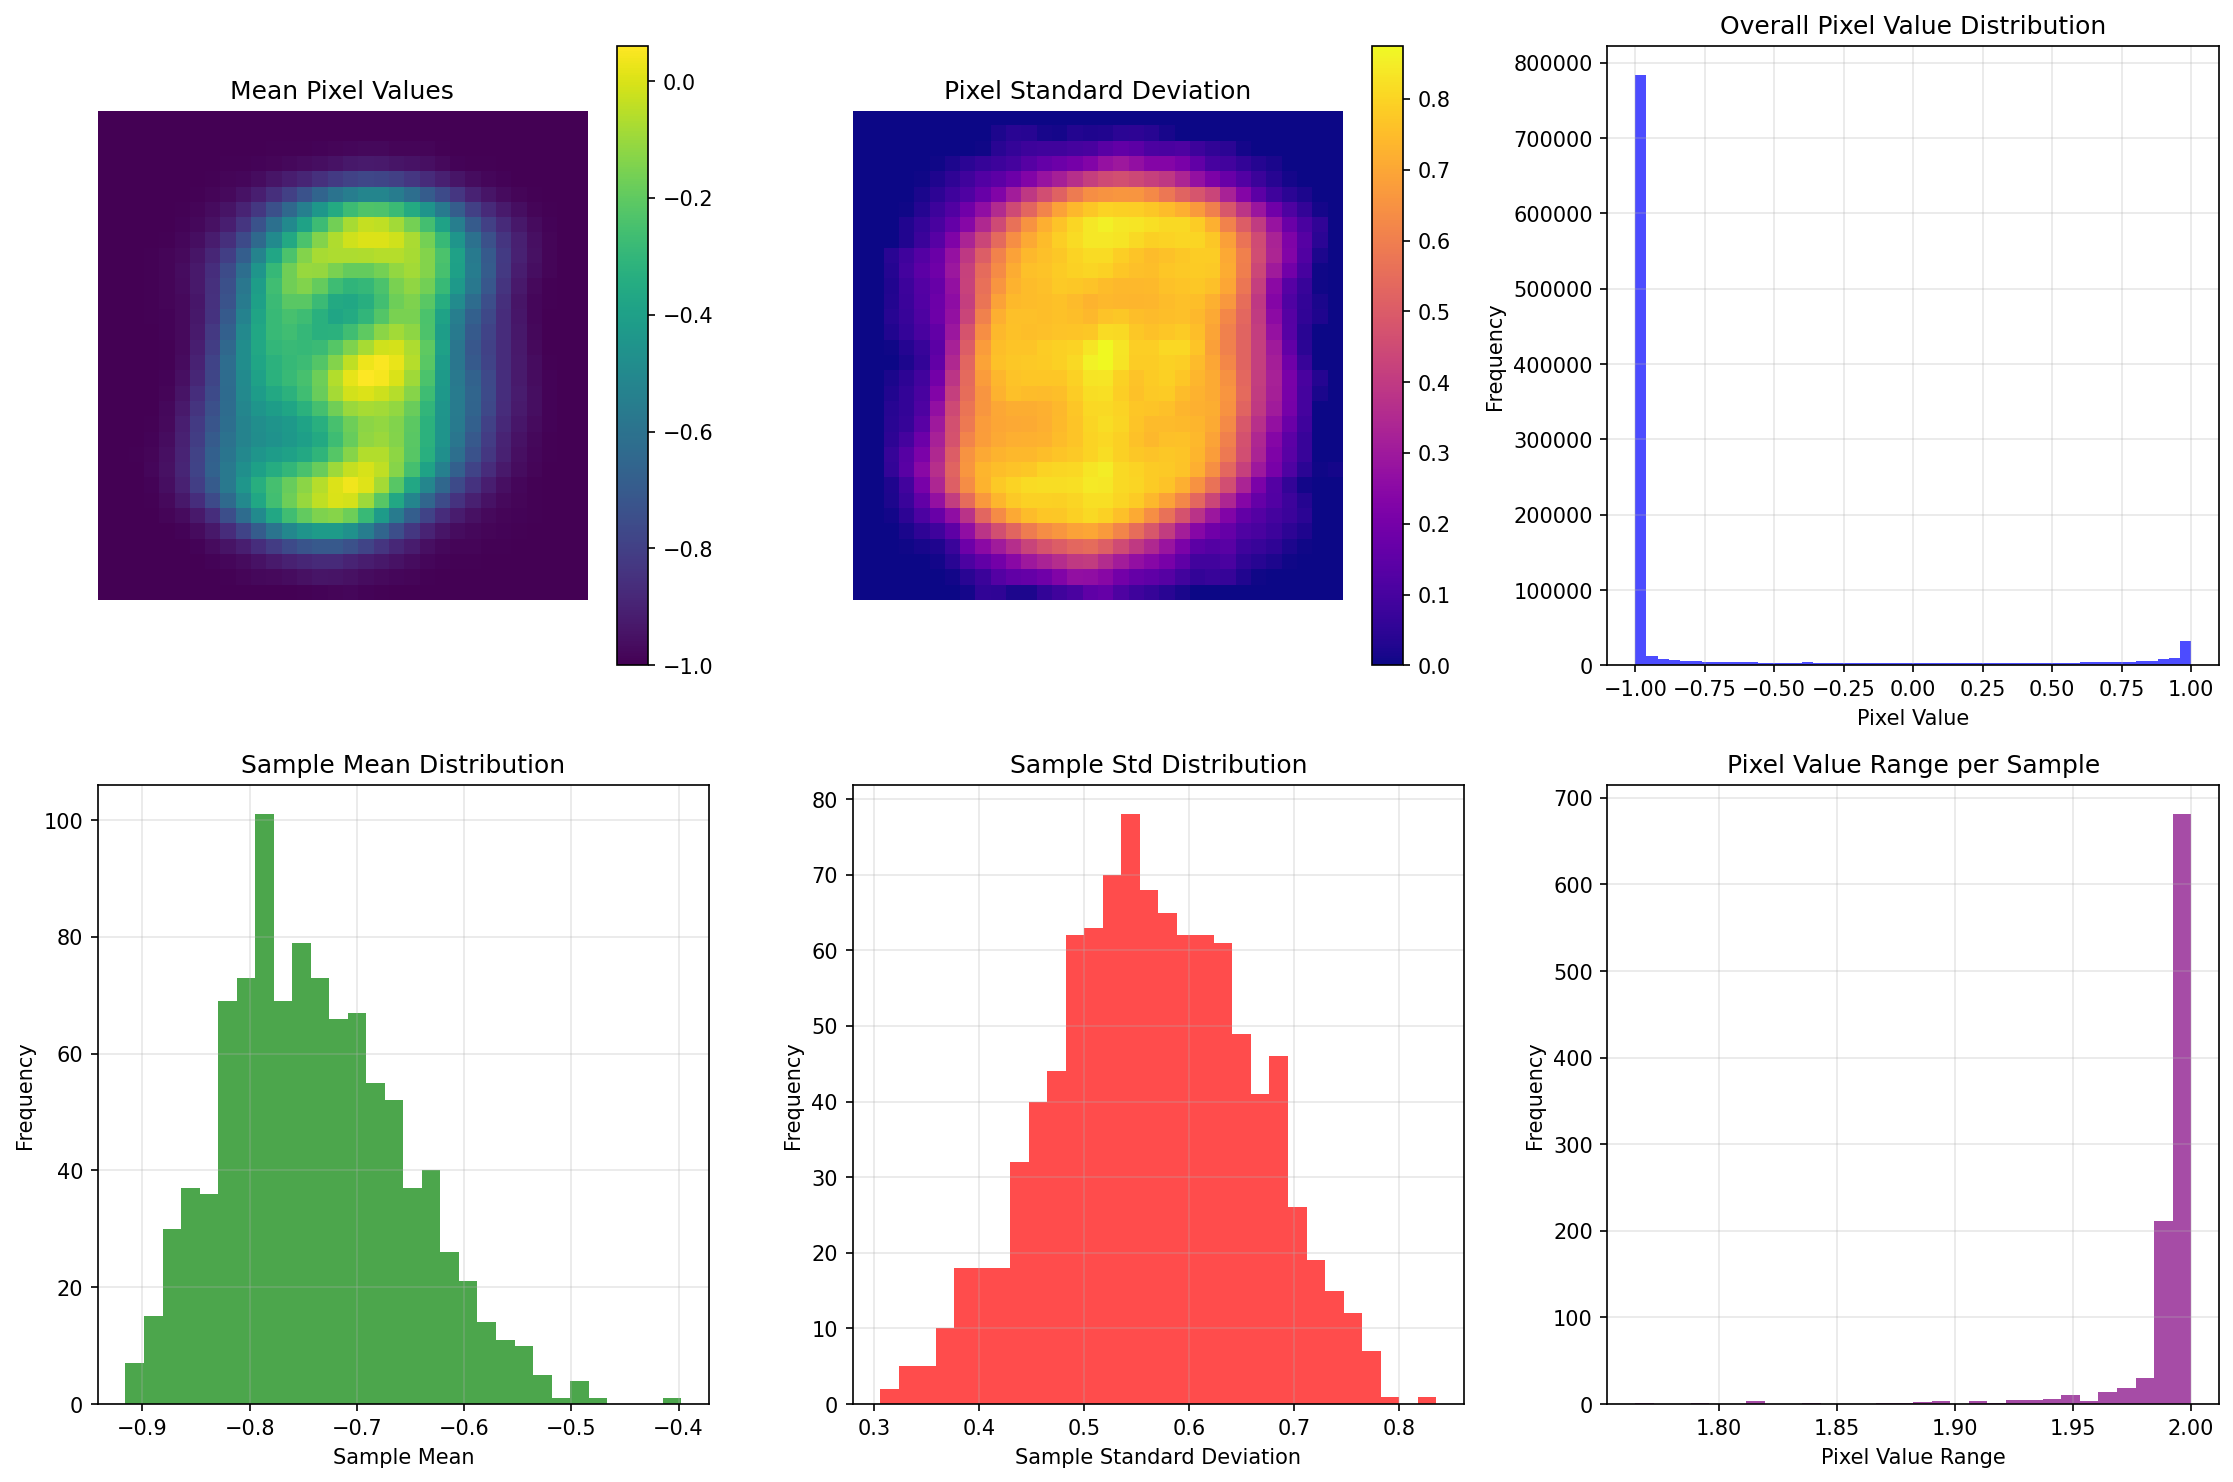 Mean Pixel Values
0.0
−0.2
−0.4
−0.6
−0.8
−1.0
Pixel Standard Deviation
0.8
0.7
0.6
0.5
0.4
0.3
0.2
0.1
0.0
Overall Pixel Value Distribution
Frequency
800000
700000
600000
500000
400000
300000
200000
100000
0
−1.00 −0.75 −0.50 −0.25 0.00 0.25 0.50 0.75 1.00
Pixel Value
Sample Mean Distribution
Frequency
100
80
60
40
20
0
−0.9 −0.8 −0.7 −0.6 −0.5 −0.4
Sample Mean
Sample Std Distribution
Frequency
80
70
60
50
40
30
20
10
0
0.3 0.4 0.5 0.6 0.7 0.8
Sample Standard Deviation
Pixel Value Range per Sample
Frequency
700
600
500
400
300
200
100
0
1.80 1.85 1.90 1.95 2.00
Pixel Value Range